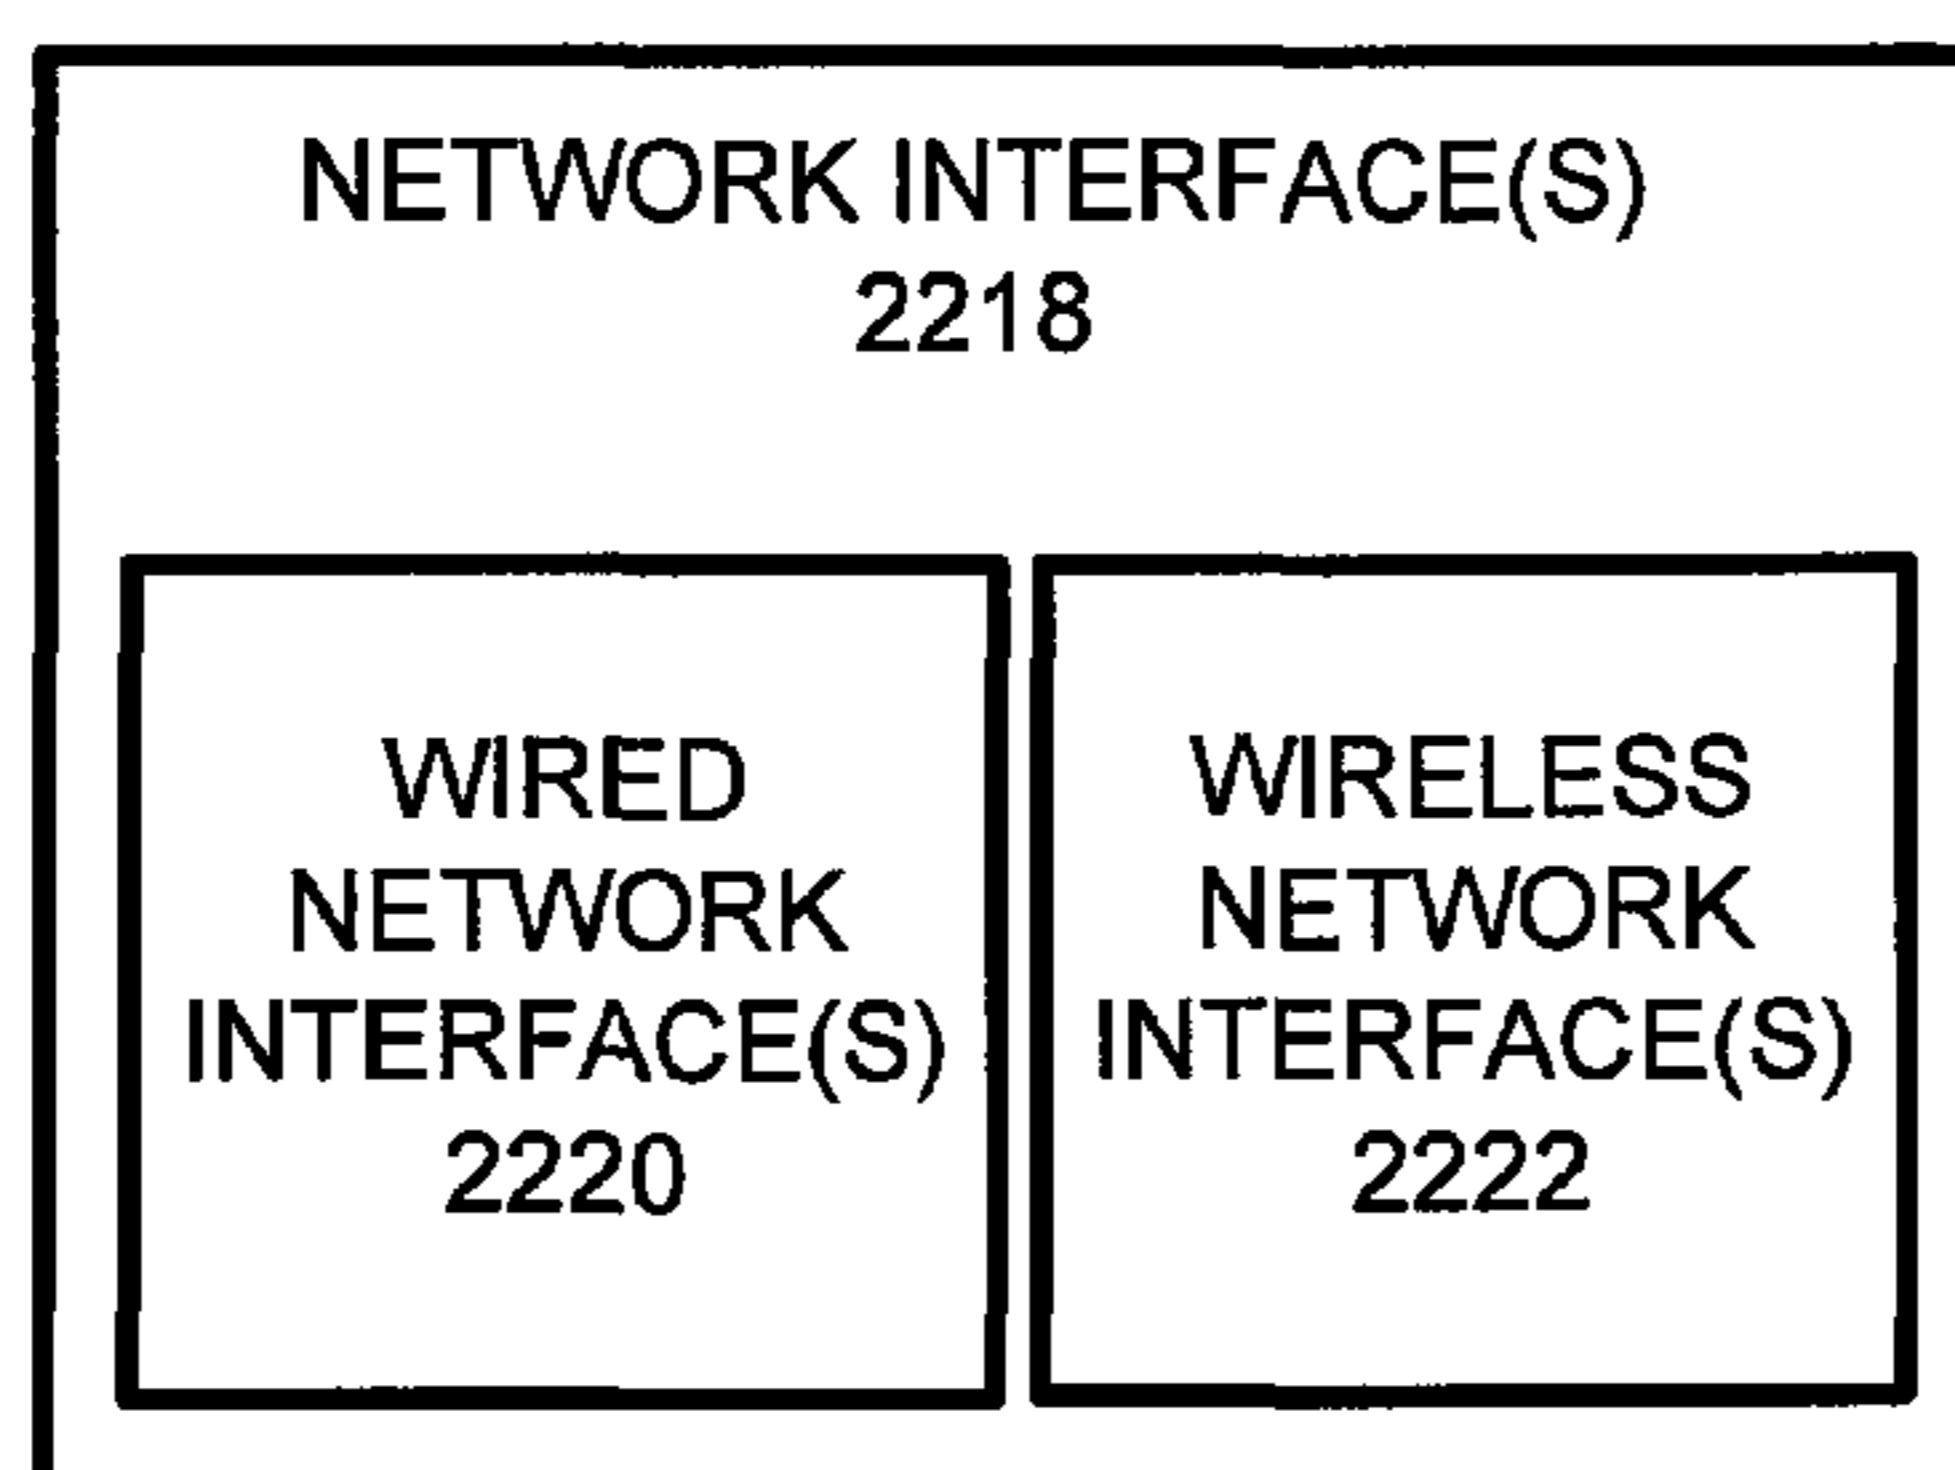 NETWORK INTERFACE(S)
2218
WIRED
NETWORK
INTERFACE(S)
2220
WIRELESS
NETWORK
INTERFACE(S)
2222